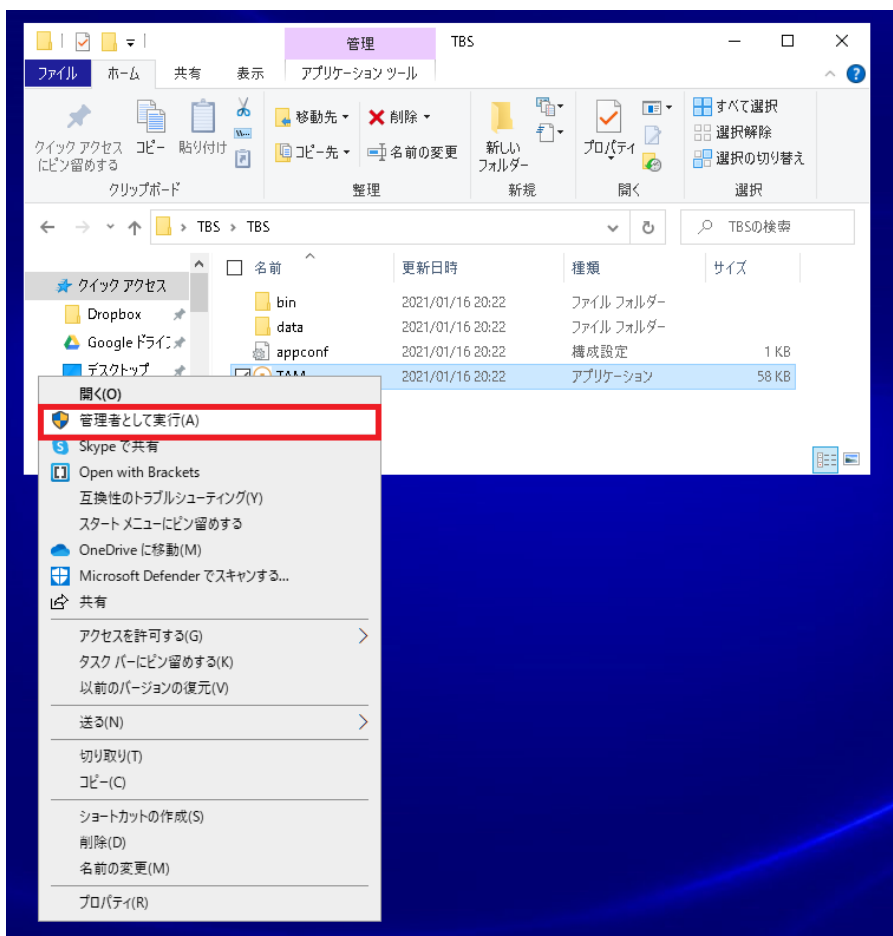 管理 TBS
ファイル ホーム 共有 表示 アプリケーション ツール
クイック アクセス
にピン留めする
コピー
貼り付け
移動先
コピー先
削除
名前の変更
新しい
フォルダー
プロパティ
すべて選択
選択解除
選択の切り替え
クリップボード 整理 新規 開く 選択
TBS › TBS
TBSの検索
名前 更新日時 種類 サイズ
クイック アクセス
Dropbox
Google ドライ
デスクトップ
bin 2021/01/16 20:22 ファイル フォルダー
data 2021/01/16 20:22 ファイル フォルダー
appconf 2021/01/16 20:22 構成設定 1 KB
TAM 2021/01/16 20:22 アプリケーション 58 KB
開く(O)
管理者として実行(A)
Skype で共有
Open with Brackets
互換性のトラブルシューティング(Y)
スタート メニューにピン留めする
OneDrive に移動(M)
Microsoft Defender でスキャンする...
共有
アクセスを許可する(G)
タスク バーにピン留めする(K)
以前のバージョンの復元(V)
送る(N)
切り取り(T)
コピー(C)
ショートカットの作成(S)
削除(D)
名前の変更(M)
プロパティ(R)